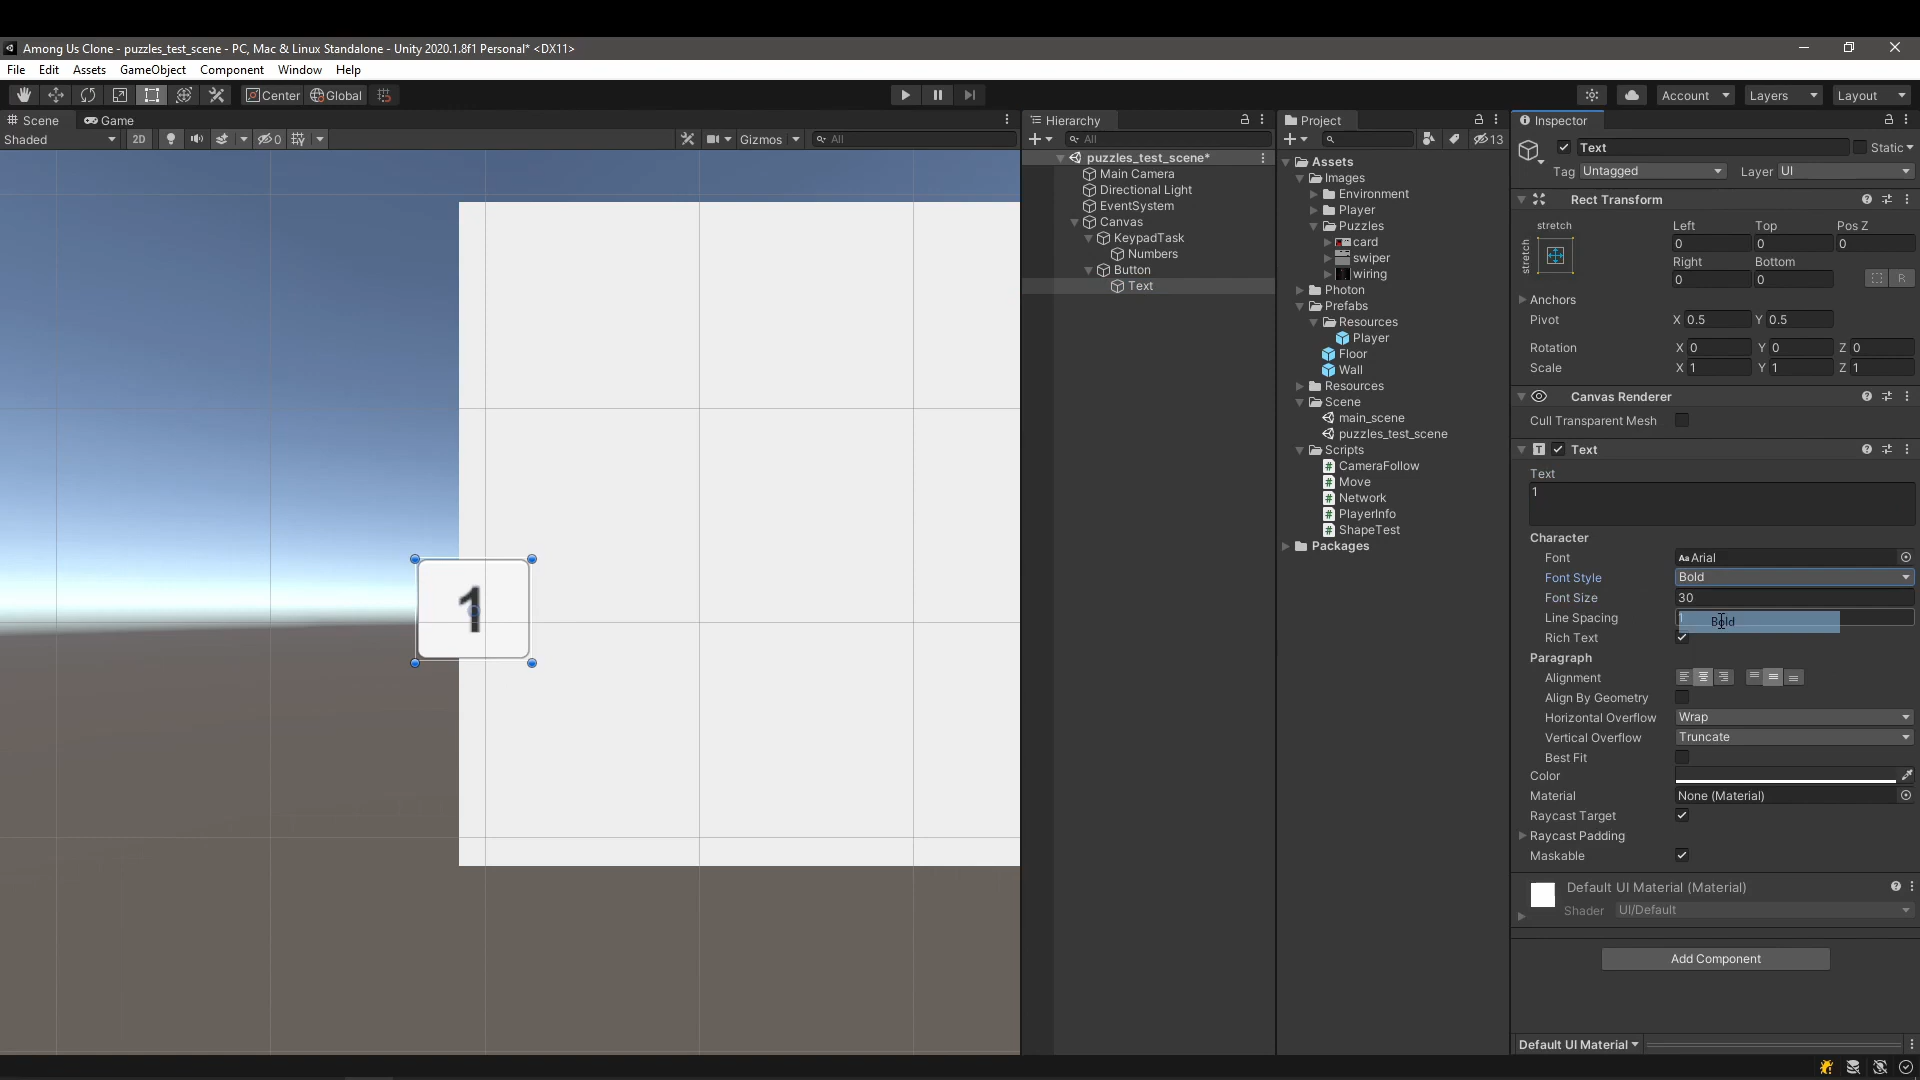 Among Us Clone - puzzles_test_scene - PC, Mac & Linux Standalone - Unity 2020.1.8f1 Personal* <DX11>
File Edit Assets GameObject Component Window Help
Center Global Account Layers Layout
Scene Game
Shaded 2D 0 Gizmos All
1
Hierarchy
All
puzzles_test_scene*
Main Camera
Directional Light
EventSystem
Canvas
KeypadTask
Numbers
Button
Text
Project
13
Assets
Images
Environment
Player
Puzzles
card
swiper
wiring
Photon
Prefabs
Resources
Player
Floor
Wall
Resources
Scene
main_scene
puzzles_test_scene
Scripts
CameraFollow
Move
Network
PlayerInfo
ShapeTest
Packages
Inspector
Text Static
Tag Untagged Layer UI
Rect Transform
stretch Left Top Pos Z
stretch 0 0 0
Right Bottom
0 0 R
Anchors
Pivot X 0.5 Y 0.5
Rotation X 0 Y 0 Z 0
Scale X 1 Y 1 Z 1
Canvas Renderer
Cull Transparent Mesh
T Text
Text
1
Character
Font Aa Arial
Font Style Bold
Font Size 30
Line Spacing 1 Bold
Rich Text
Paragraph
Alignment
Align By Geometry
Horizontal Overflow Wrap
Vertical Overflow Truncate
Best Fit
Color
Material None (Material)
Raycast Target
Raycast Padding
Maskable
Default UI Material (Material)
Shader UI/Default
Add Component
Default UI Material